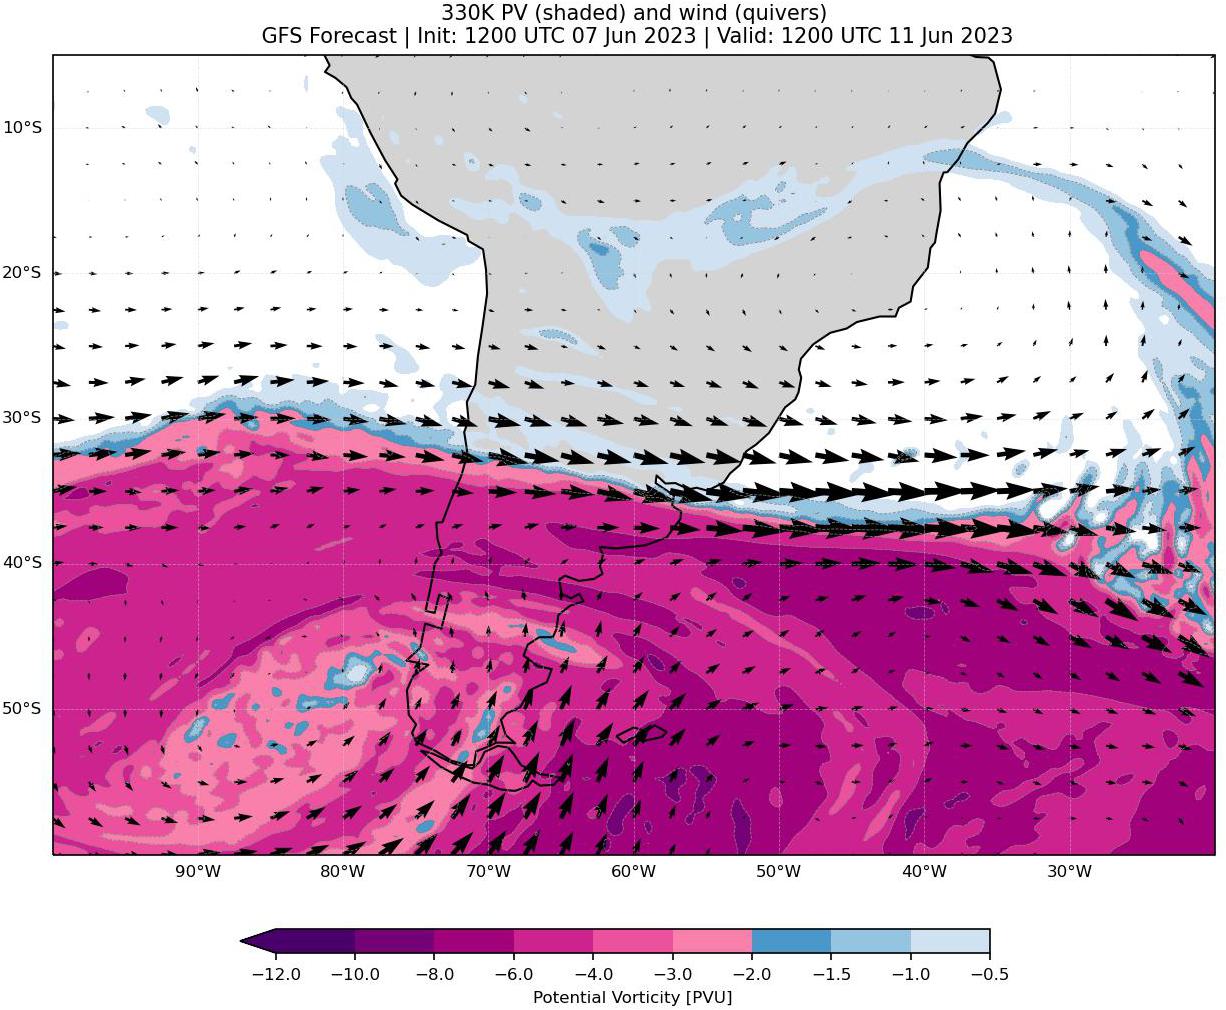 330K PV (shaded) and wind (quivers)
GFS Forecast | Init: 1200 UTC 07 Jun 2023 | Valid: 1200 UTC 11 Jun 2023
10°S
20°S
30°S
40°S
50°S
90°W 80°W 70°W 60°W 50°W 40°W 30°W
−12.0 −10.0 −8.0 −6.0 −4.0 −3.0 −2.0 −1.5 −1.0 −0.5
Potential Vorticity [PVU]